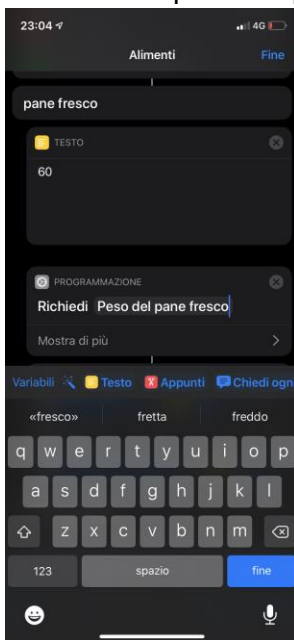 23:04 4G
Alimenti Fine
pane fresco
TESTO
60
PROGRAMMAZIONE
Richiedi Peso del pane fresco
Mostra di più
Variabili Testo Appunti Chiedi ogn
«fresco» fretta freddo
q w e r t y u i o p
a s d f g h j k l
z x c v b n m
123 spazio fine